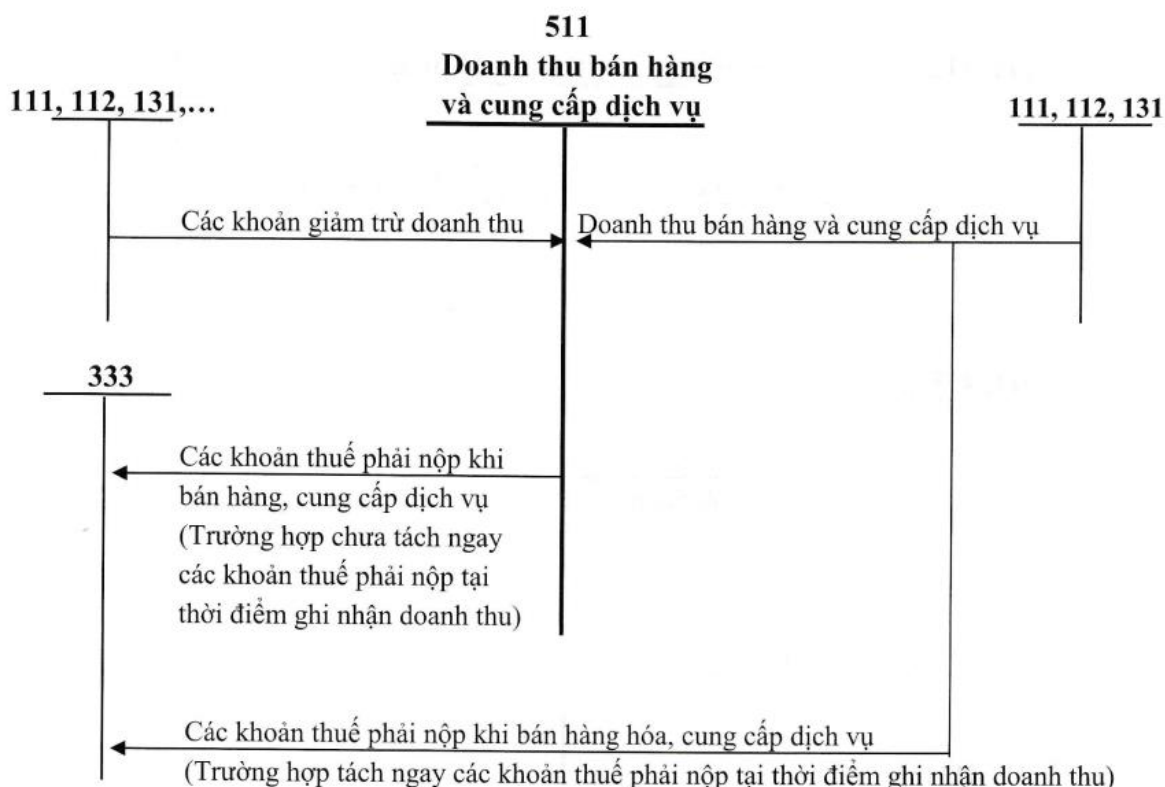 511
Doanh thu bán hàng
và cung cấp dịch vụ
111, 112, 131,...
111, 112, 131
Các khoản giảm trừ doanh thu
Doanh thu bán hàng và cung cấp dịch vụ
333
Các khoản thuế phải nộp khi
bán hàng, cung cấp dịch vụ
(Trường hợp chưa tách ngay
các khoản thuế phải nộp tại
thời điểm ghi nhận doanh thu)
Các khoản thuế phải nộp khi bán hàng hóa, cung cấp dịch vụ
(Trường hợp tách ngay các khoản thuế phải nộp tại thời điểm ghi nhận doanh thu)